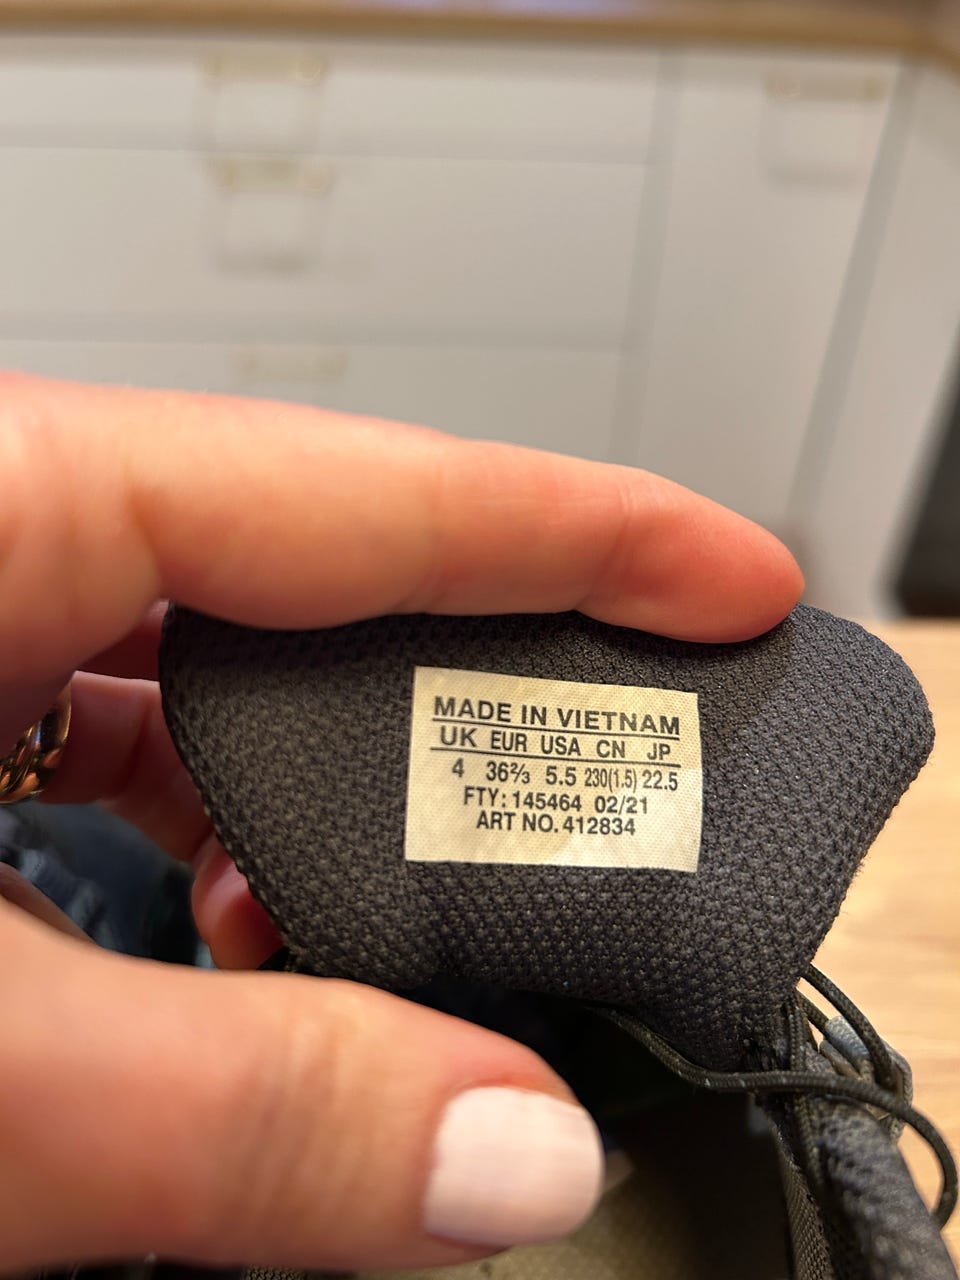 MADE IN VIETNAM
UK EUR USA CN JP
4 36⅔ 5.5 230(1.5) 22.5
FTY: 145464 02/21
ART NO. 412834